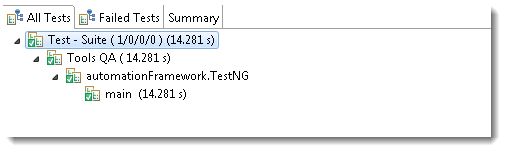 All Tests Failed Tests Summary
Test - Suite ( 1/0/0/0 ) (14.281 s)
Tools QA ( 14.281 s)
automationFramework.TestNG
main (14.281 s)